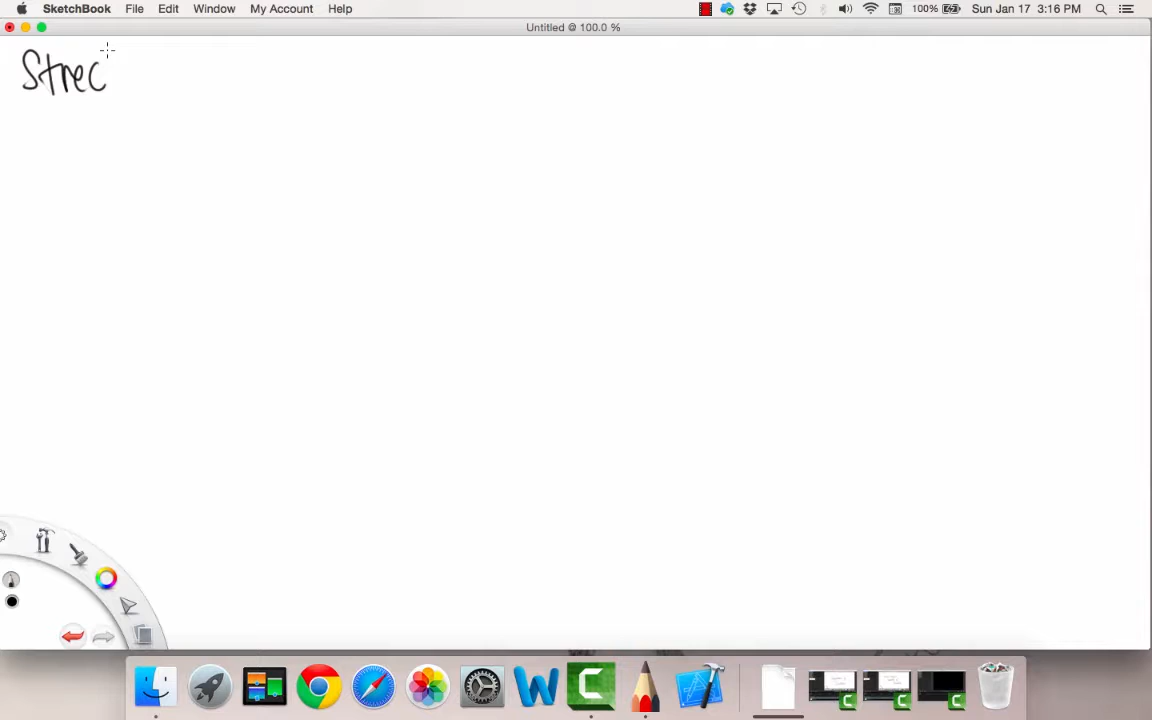 SketchBook File Edit Window My Account Help 100% Sun Jan 17 3:16 PM
Untitled @ 100.0 %
Strec